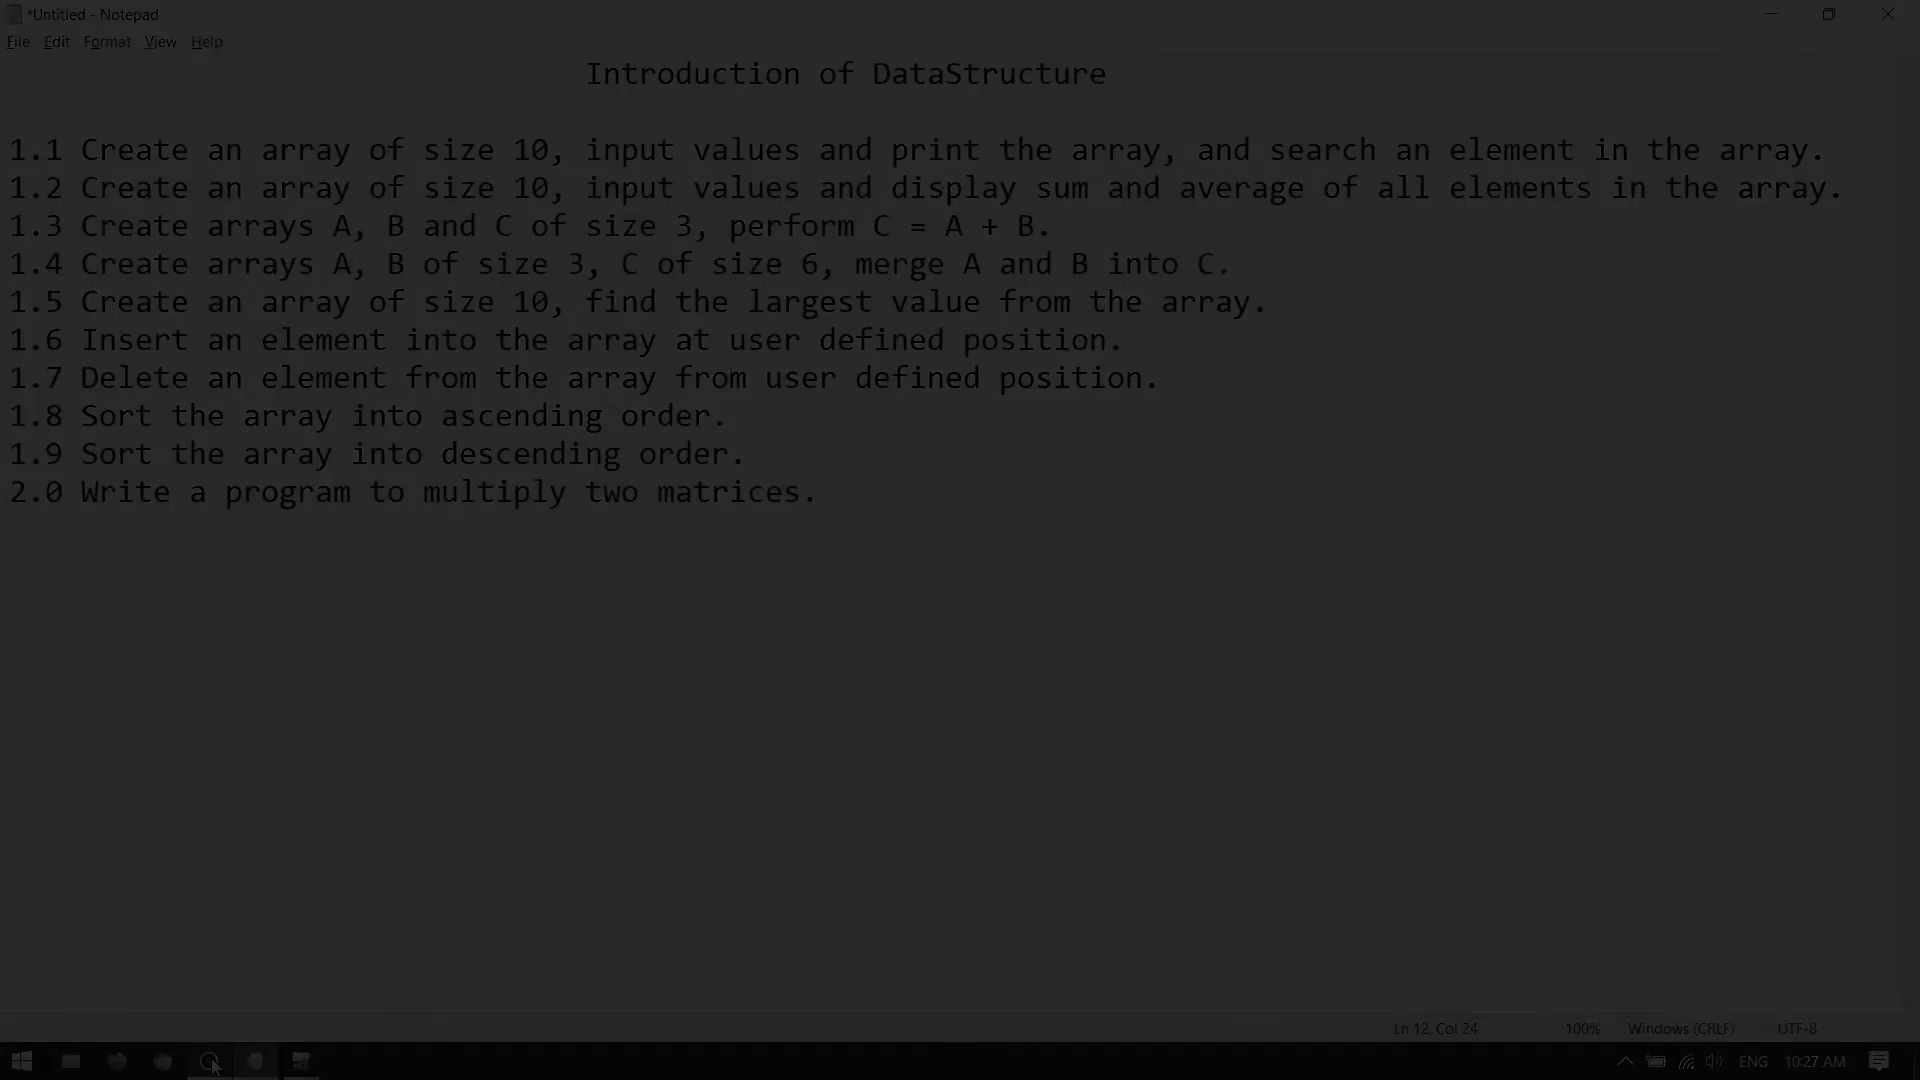 *Untitled - Notepad
File Edit Format View Help
Introduction of DataStructure
1.1 Create an array of size 10, input values and print the array, and search an element in the array.
1.2 Create an array of size 10, input values and display sum and average of all elements in the array.
1.3 Create arrays A, B and C of size 3, perform C = A + B.
1.4 Create arrays A, B of size 3, C of size 6, merge A and B into C.
1.5 Create an array of size 10, find the largest value from the array.
1.6 Insert an element into the array at user defined position.
1.7 Delete an element from the array from user defined position.
1.8 Sort the array into ascending order.
1.9 Sort the array into descending order.
2.0 Write a program to multiply two matrices.
Ln 12, Col 24 100% Windows (CRLF) UTF-8
ENG 10:27 AM